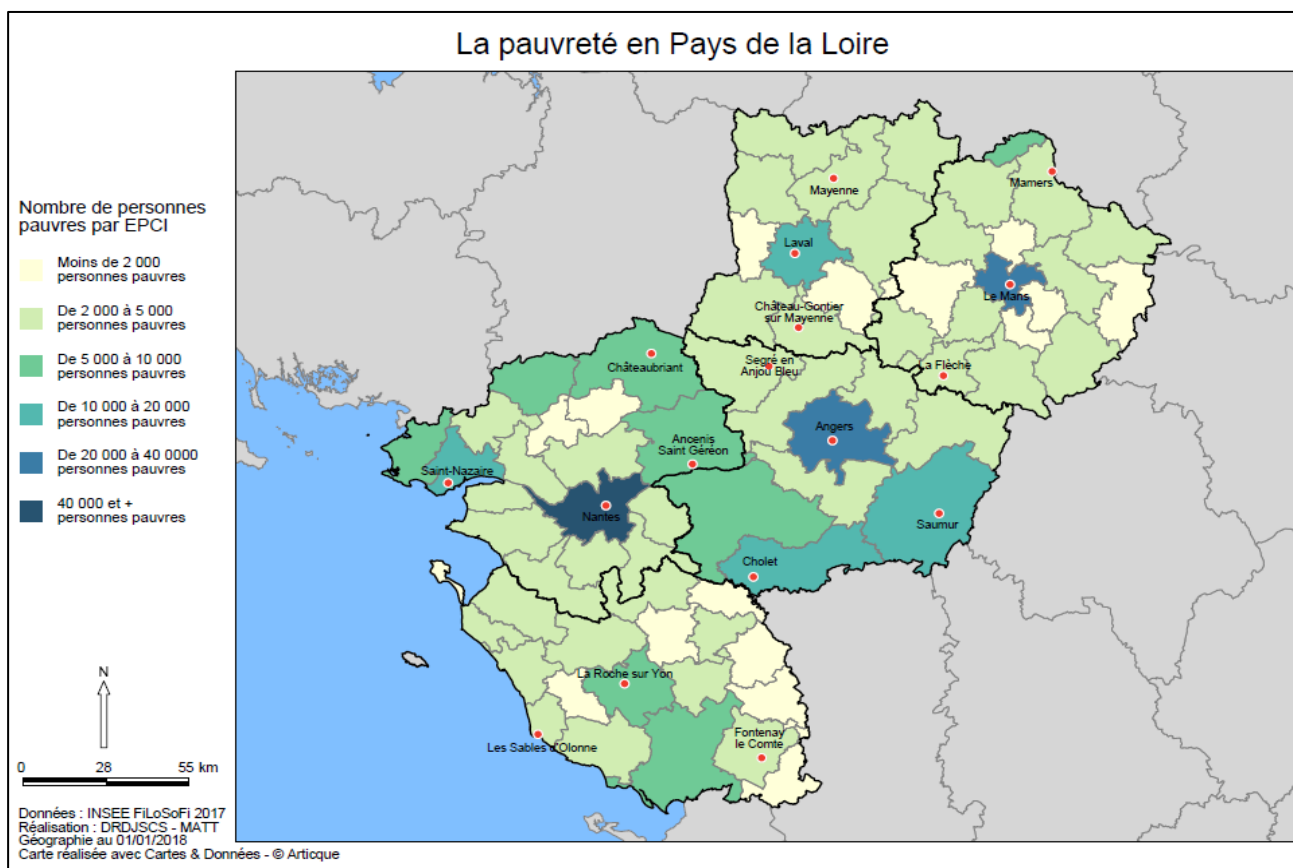 La pauvreté en Pays de la Loire
Nombre de personnes
pauvres par EPCI
Moins de 2 000
personnes pauvres
De 2 000 à 5 000
personnes pauvres
De 5 000 à 10 000
personnes pauvres
De 10 000 à 20 000
personnes pauvres
De 20 000 à 40 0000
personnes pauvres
40 000 et +
personnes pauvres
Mayenne
Mamers
Laval
Le Mans
Château-Gontier
sur Mayenne
Châteaubriant
Segré en
Anjou Bleu
La Flèche
Ancenis
Saint Géréon
Angers
Saint-Nazaire
Nantes
Saumur
Cholet
La Roche sur Yon
Les Sables d'Olonne
Fontenay
le Comte
N
0 28 55 km
Données : INSEE FiLoSoFi 2017
Réalisation : DRDJSCS - MATT
Géographie au 01/01/2018
Carte réalisée avec Cartes & Données - © Articque